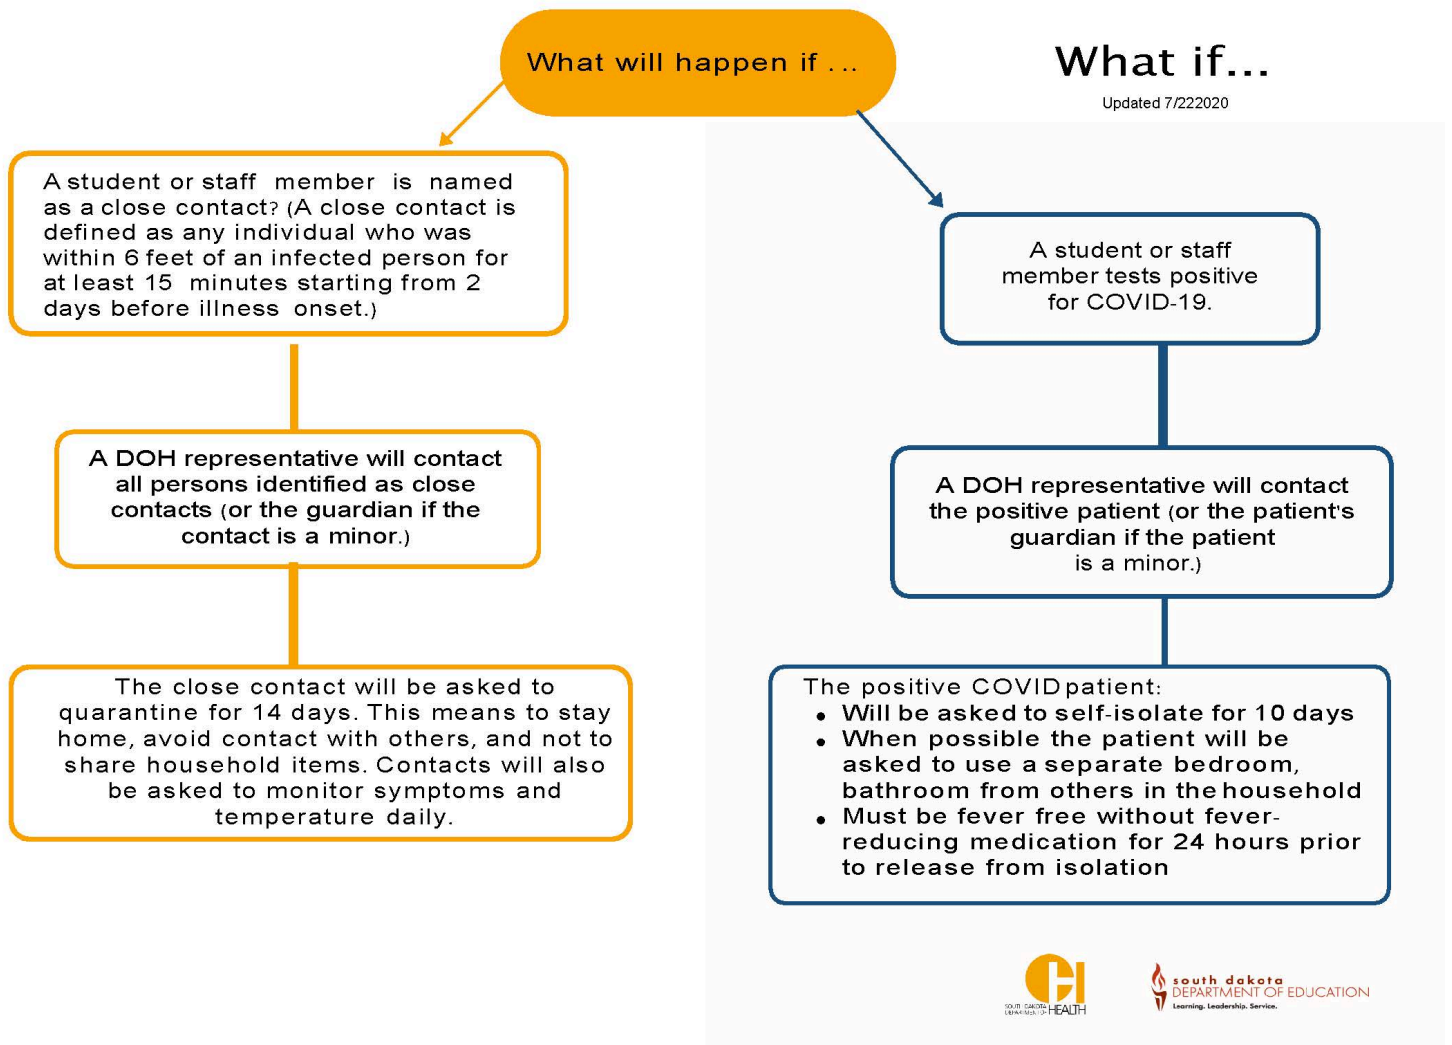 What will happen if ...
What if...
Updated 7/222020
A student or staff member is named
as a close contact? (A close contact is
defined as any individual who was
within 6 feet of an infected person for
at least 15 minutes starting from 2
days before illness onset.)
A DOH representative will contact
all persons identified as close
contacts (or the guardian if the
contact is a minor.)
The close contact will be asked to
quarantine for 14 days. This means to stay
home, avoid contact with others, and not to
share household items. Contacts will also
be asked to monitor symptoms and
temperature daily.
A student or staff
member tests positive
for COVID-19.
A DOH representative will contact
the positive patient (or the patient's
guardian if the patient
is a minor.)
The positive COVID patient:
• Will be asked to self-isolate for 10 days
• When possible the patient will be
asked to use a separate bedroom,
bathroom from others in the household
• Must be fever free without fever-
reducing medication for 24 hours prior
to release from isolation
SOUTH DAKOTA
DEPARTMENT OF HEALTH
south dakota
DEPARTMENT OF EDUCATION
Learning. Leadership. Service.